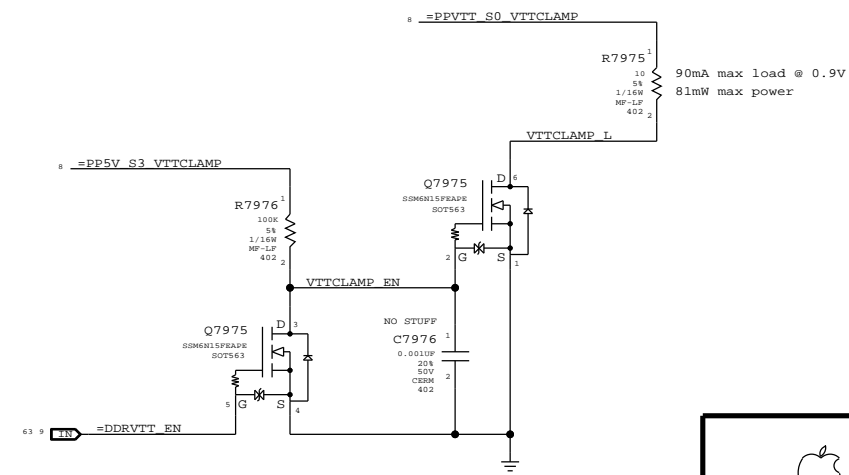 8 =PPVTT_S0_VTTCLAMP
R7975 1
10
5%
1/16W
MF-LF
402 2
90mA max load @ 0.9V
81mW max power
VTTCLAMP_L
8 =PP5V_S3_VTTCLAMP
Q7975
SSM6N15FEAPE
SOT563
D 6
2 G S 1
R7976 1
100K
5%
1/16W
MF-LF
402 2
VTTCLAMP_EN
Q7975
SSM6N15FEAPE
SOT563
D 3
5 G S 4
NO STUFF
C7976 1
0.001UF
20%
50V
CERM
402
2
63 9 IN =DDRVTT_EN